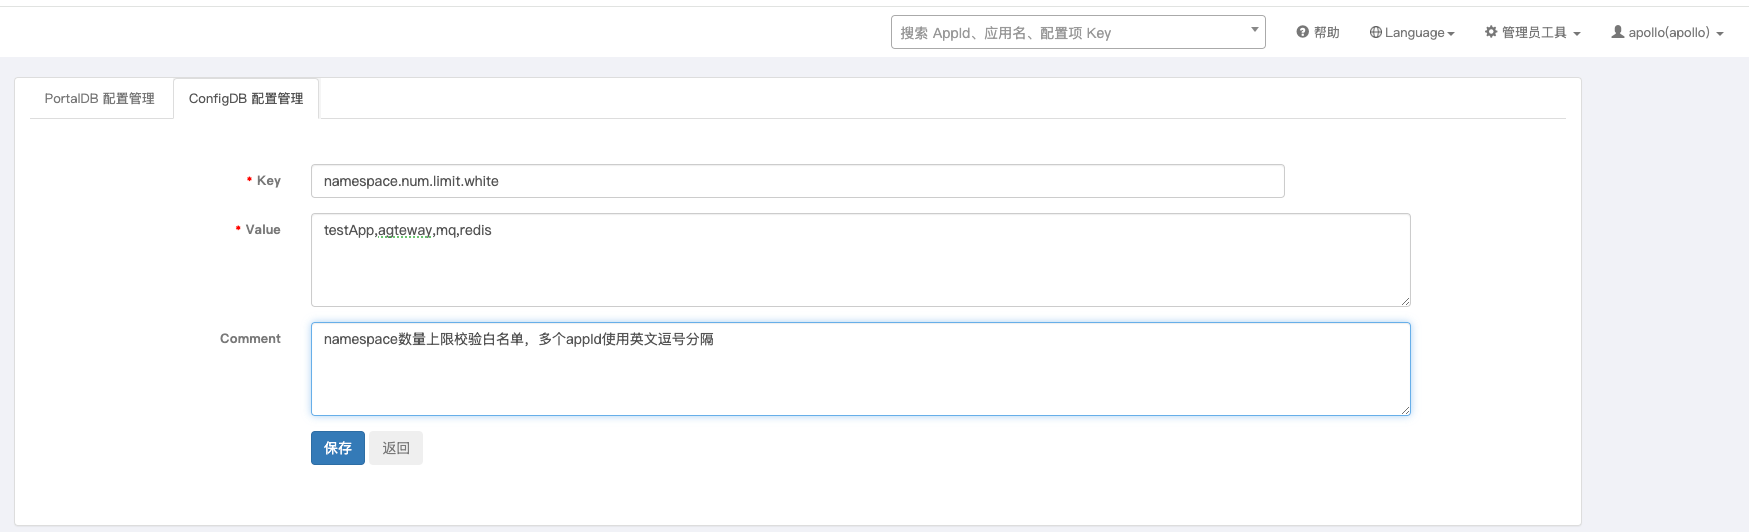 搜索 AppId、应用名、配置项 Key
帮助
Language
管理员工具
apollo(apollo)
PortalDB 配置管理
ConfigDB 配置管理
* Key
namespace.num.limit.white
* Value
testApp,agteway,mq,redis
Comment
namespace数量上限校验白名单，多个appId使用英文逗号分隔
保存
返回